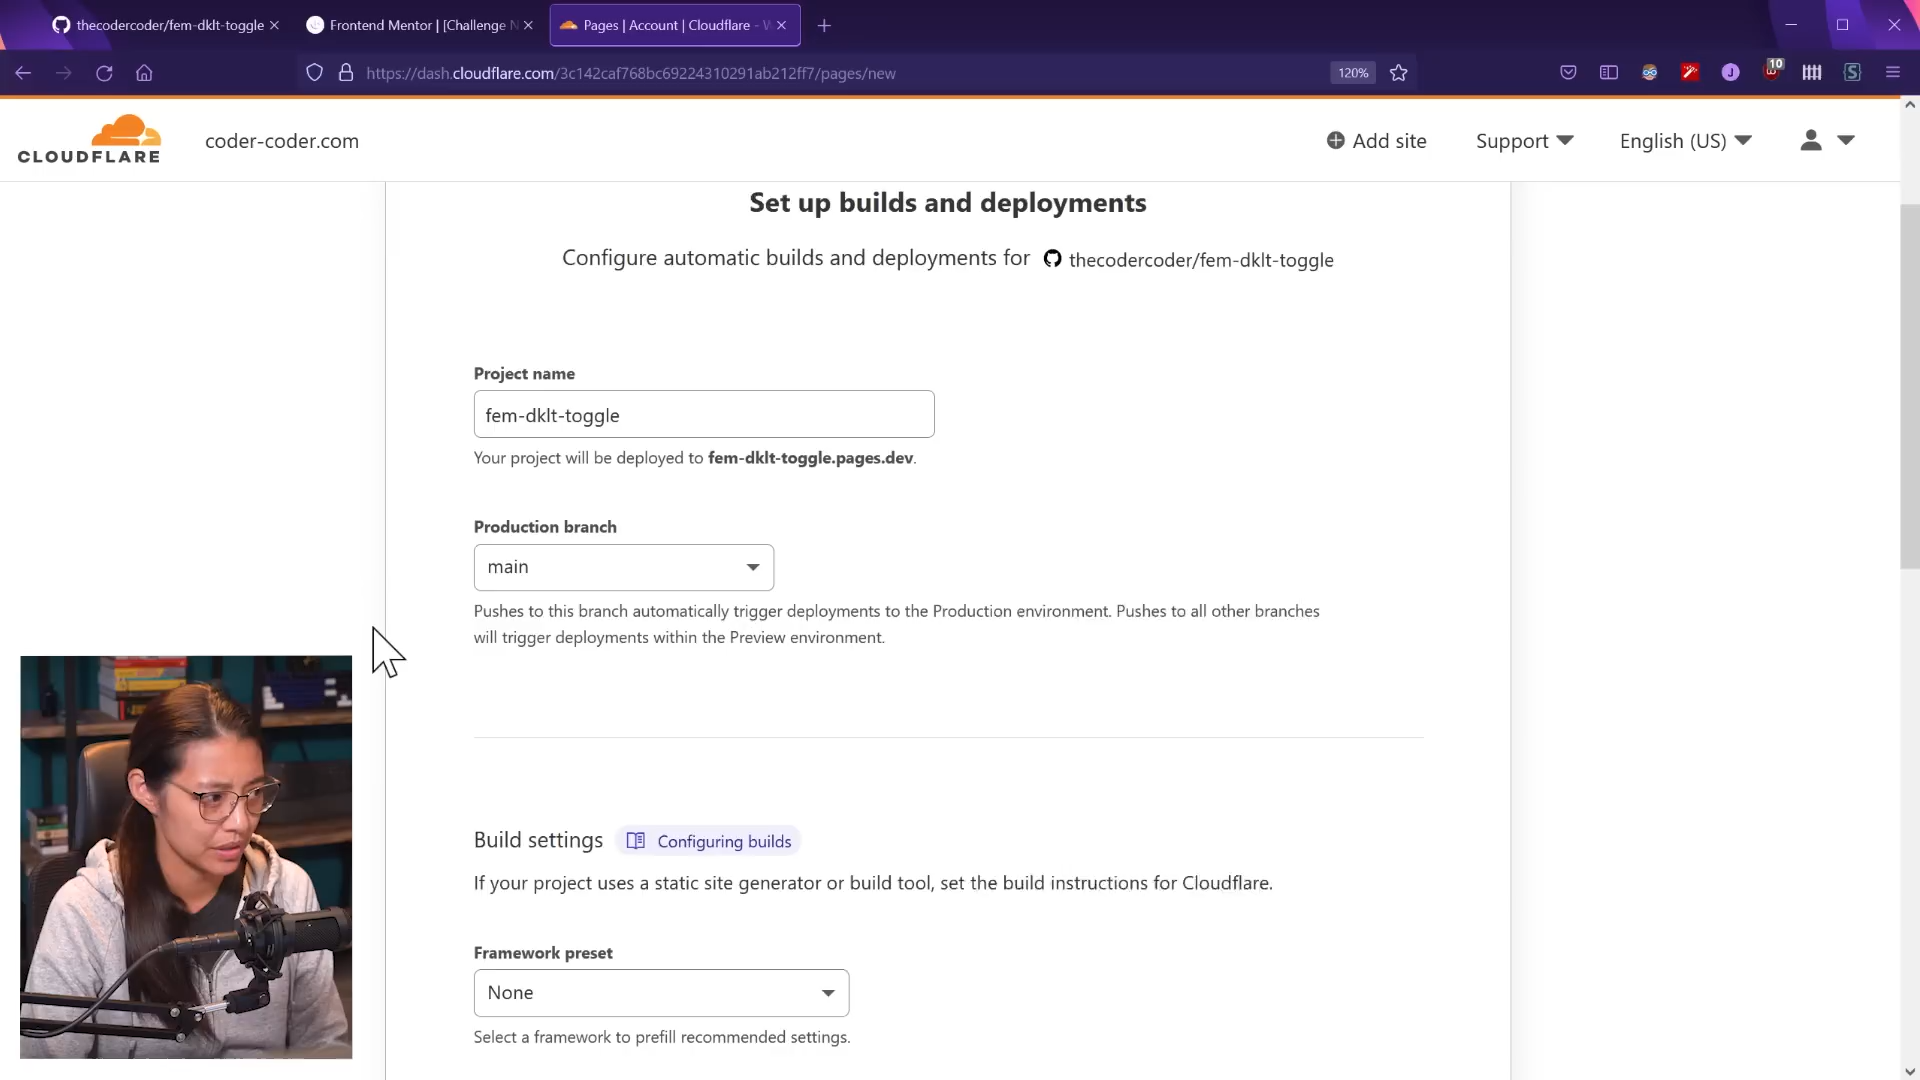 thecodercoder/fem-dklt-toggle
Frontend Mentor | [Challenge N
Pages | Account | Cloudflare - W
https://dash.cloudflare.com/3c142caf768bc69224310291ab212ff7/pages/new
120%
10
CLOUDFLARE
coder-coder.com
Add site
Support
English (US)
Set up builds and deployments
Configure automatic builds and deployments for thecodercoder/fem-dklt-toggle
Project name
fem-dklt-toggle
Your project will be deployed to fem-dklt-toggle.pages.dev.
Production branch
main
Pushes to this branch automatically trigger deployments to the Production environment. Pushes to all other branches
will trigger deployments within the Preview environment.
Build settings
Configuring builds
If your project uses a static site generator or build tool, set the build instructions for Cloudflare.
Framework preset
None
Select a framework to prefill recommended settings.